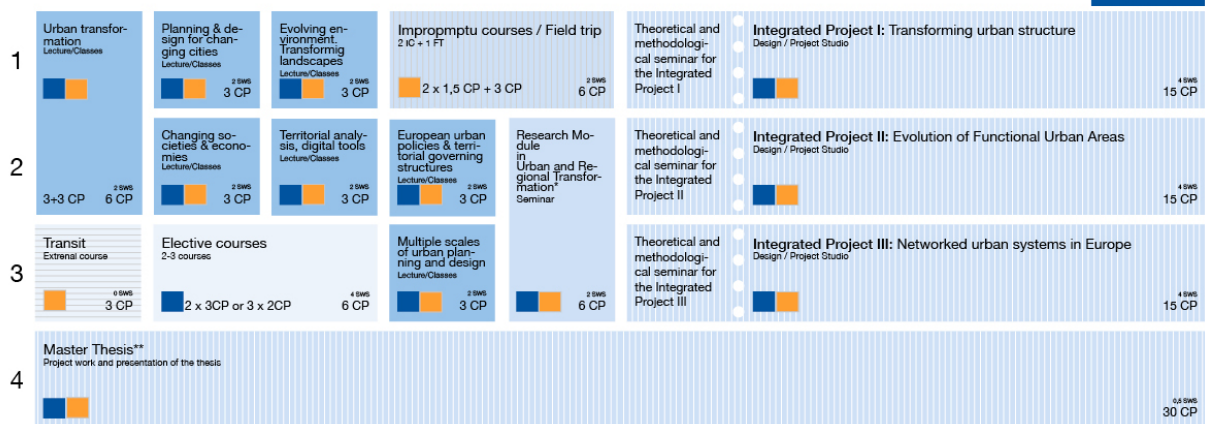 1
Urban transfor-
mation
Lecture/Classes
3+3 CP
2 SWS
6 CP
Planning & de-
sign for chan-
ging cities
Lecture/Classes
2 SWS
3 CP
Evolving en-
vironment.
Transformig
landscapes
Lecture/Classes
2 SWS
3 CP
Impropmptu courses / Field trip
2 IC + 1 FT
2 x 1,5 CP + 3 CP
2 SWS
6 CP
Theoretical and
methodologi-
cal seminar for
the Integrated
Project I
Integrated Project I: Transforming urban structure
Design / Project Studio
4 SWS
15 CP
2
Changing so-
cieties & econo-
mies
Lecture/Classes
2 SWS
3 CP
Territorial analy-
sis, digital tools
Lecture/Classes
2 SWS
3 CP
European urban
policies & terri-
torial governing
structures
Lecture/Classes
2 SWS
3 CP
Research Mo-
dule
in
Urban and Re-
gional Transfor-
mation*
Seminar
2 SWS
6 CP
Theoretical and
methodologi-
cal seminar for
the Integrated
Project II
Integrated Project II: Evolution of Functional Urban Areas
Design / Project Studio
4 SWS
15 CP
3
Transit
Extrenal course
0 SWS
3 CP
Elective courses
2-3 courses
2 x 3CP or 3 x 2CP
4 SWS
6 CP
Multiple scales
of urban plan-
ning and design
Lecture/Classes
2 SWS
3 CP
Theoretical and
methodologi-
cal seminar for
the Integrated
Project III
Integrated Project III: Networked urban systems in Europe
Design / Project Studio
4 SWS
15 CP
4
Master Thesis**
Project work and presentation of the thesis
0,5 SWS
30 CP